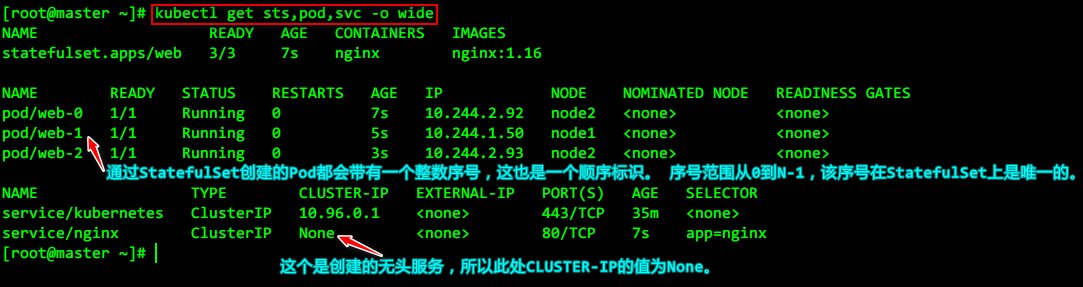 [root@master ~]# kubectl get sts,pod,svc -o wide
NAME READY AGE CONTAINERS IMAGES
statefulset.apps/web 3/3 7s nginx nginx:1.16
NAME READY STATUS RESTARTS AGE IP NODE NOMINATED NODE READINESS GATES
pod/web-0 1/1 Running 0 7s 10.244.2.92 node2 <none> <none>
pod/web-1 1/1 Running 0 5s 10.244.1.50 node1 <none> <none>
pod/web-2 1/1 Running 0 3s 10.244.2.93 node2 <none> <none>
通过StatefulSet创建的Pod都会带有一个整数序号，这也是一个顺序标识。 序号范围从0到N-1，该序号在StatefulSet上是唯一的。
NAME TYPE CLUSTER-IP EXTERNAL-IP PORT(S) AGE SELECTOR
service/kubernetes ClusterIP 10.96.0.1 <none> 443/TCP 35m <none>
service/nginx ClusterIP None <none> 80/TCP 7s app=nginx
[root@master ~]#
这个是创建的无头服务，所以此处CLUSTER-IP的值为None。